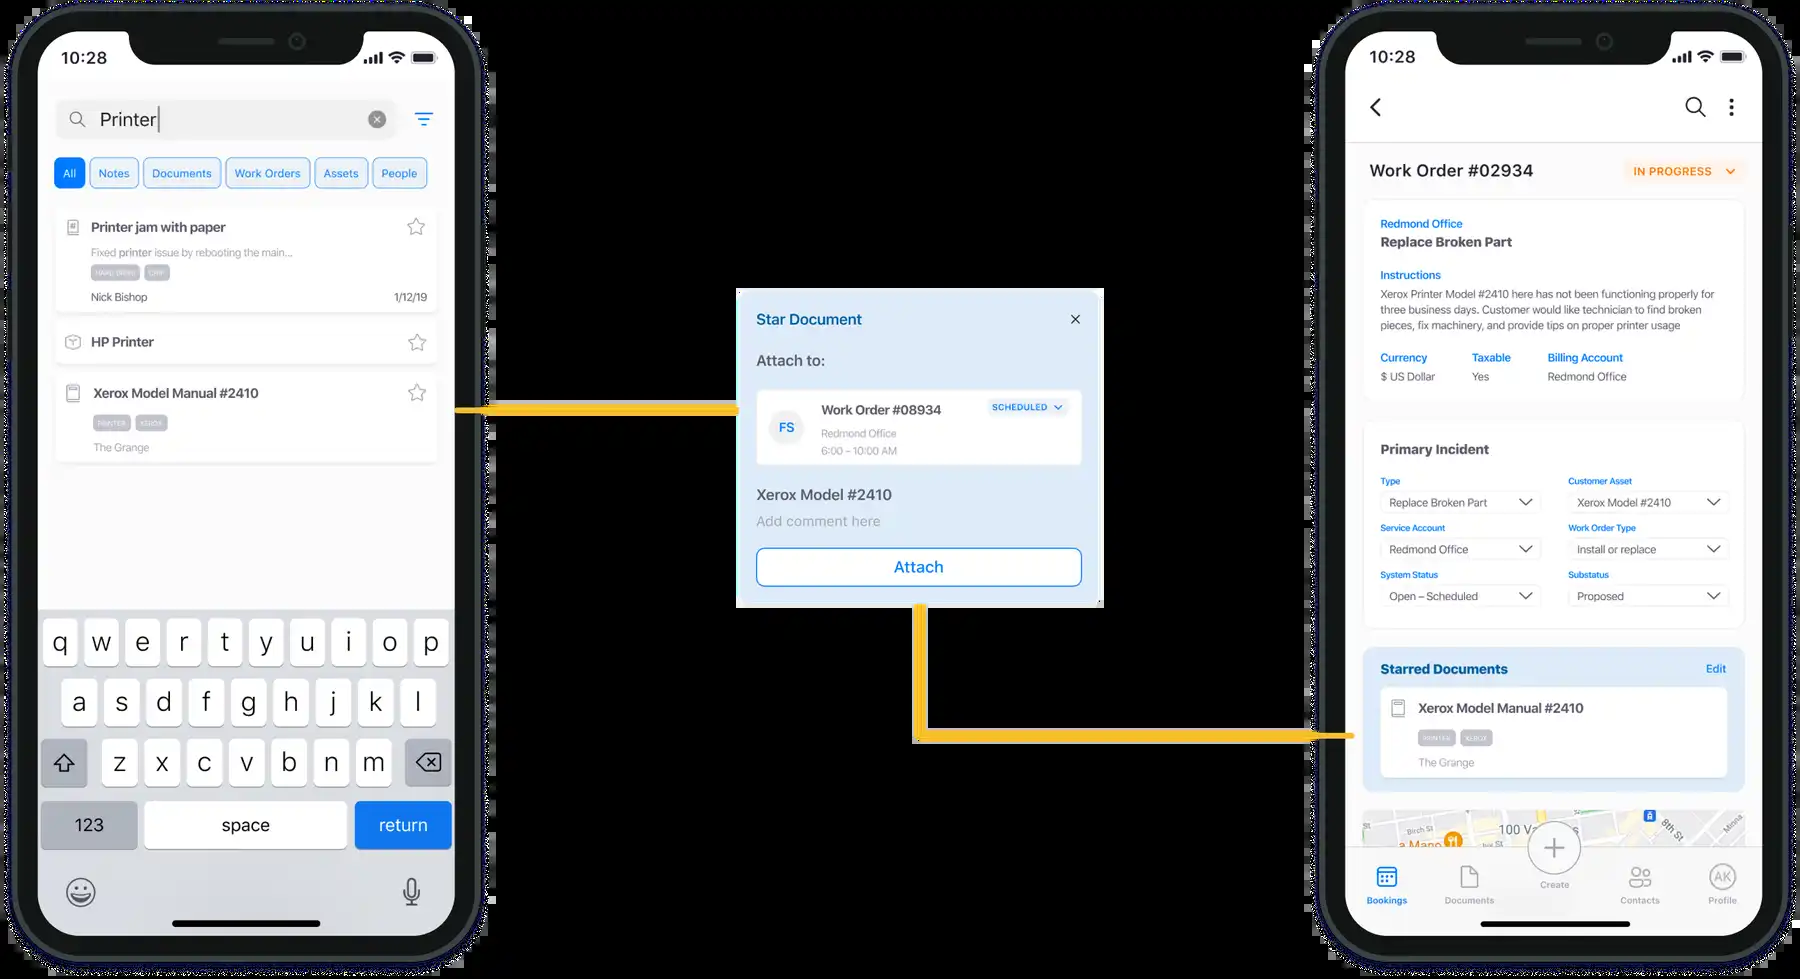 10:28
Printer
All Notes Documents Work Orders Assets People
Printer jam with paper
Fixed printer issue by rebooting the main...
Nick Bishop 1/12/19
HP Printer
Xerox Model Manual #2410
PRINTER XEROX
The Grange
q w e r t y u i o p
a s d f g h j k l
z x c v b n m
123 space return
Star Document
Attach to:
Work Order #08934 SCHEDULED
FS
Redmond Office
6:00 - 10:00 AM
Xerox Model #2410
Add comment here
Attach
10:28
Work Order #02934 IN PROGRESS
Redmond Office
Replace Broken Part
Instructions
Xerox Printer Model #2410 here has not been functioning properly for
three business days. Customer would like technician to find broken
pieces, fix machinery, and provide tips on proper printer usage
Currency Taxable Billing Account
$ US Dollar Yes Redmond Office
Primary Incident
Type Customer Asset
Replace Broken Part Xerox Model #2410
Service Account Work Order Type
Redmond Office Install or replace
System Status Substatus
Open – Scheduled Proposed
Starred Documents Edit
Xerox Model Manual #2410
PRINTER XEROX
The Grange
Birch St 100 Va 8th St Minna
a Mano
Create
Bookings Documents Contacts AK Profile